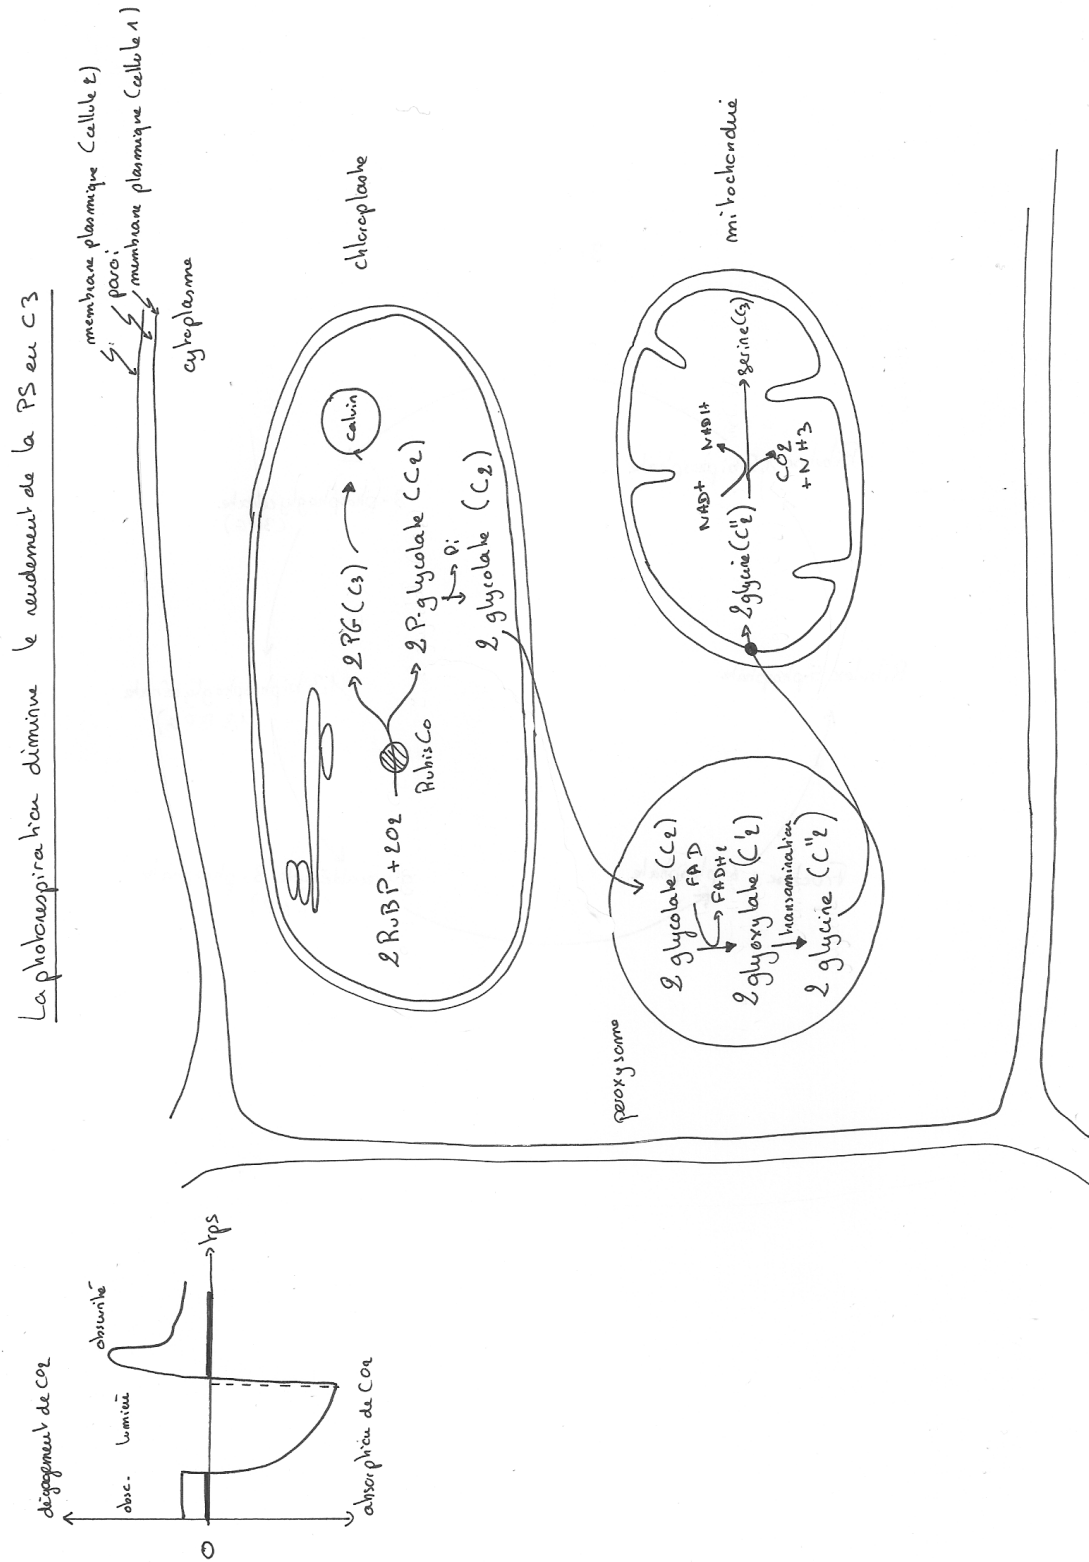 La photorespiration diminue le rendement de la PS en C3
dégagement de CO2
obsc.
lumière
obscurité
O
tps
absorption de CO2
membrane plasmique (cellule 2)
paroi
membrane plasmique (cellule 1)
cytoplasme
chloroplaste
2 RuBP + 2O2
RubisCo
2 PG (C3)
calvin
2 P-glycolate (C2)
Pi
2 glycolate (C2)
peroxysome
2 glycolate (C2)
FAD
FADH2
2 glyoxylate (C'2)
transamination
2 glycine (C"2)
mitochondrie
2 glycine (C"2)
NAD+
NADH
serine (C3)
CO2
+ NH3